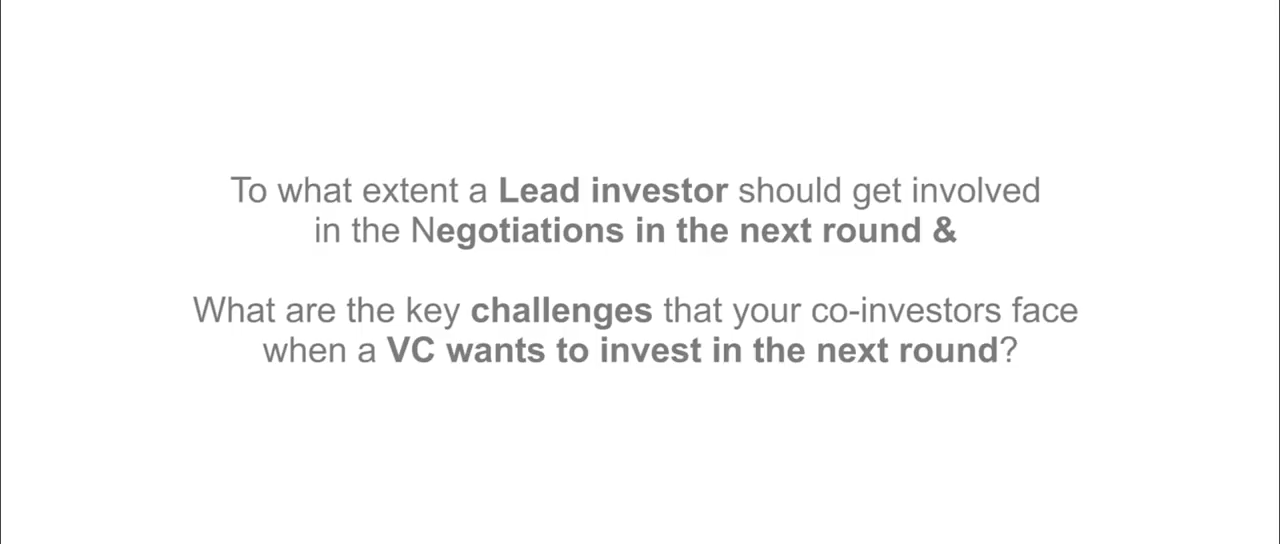 To what extent a Lead investor should get involved
in the Negotiations in the next round &
What are the key challenges that your co-investors face
when a VC wants to invest in the next round?